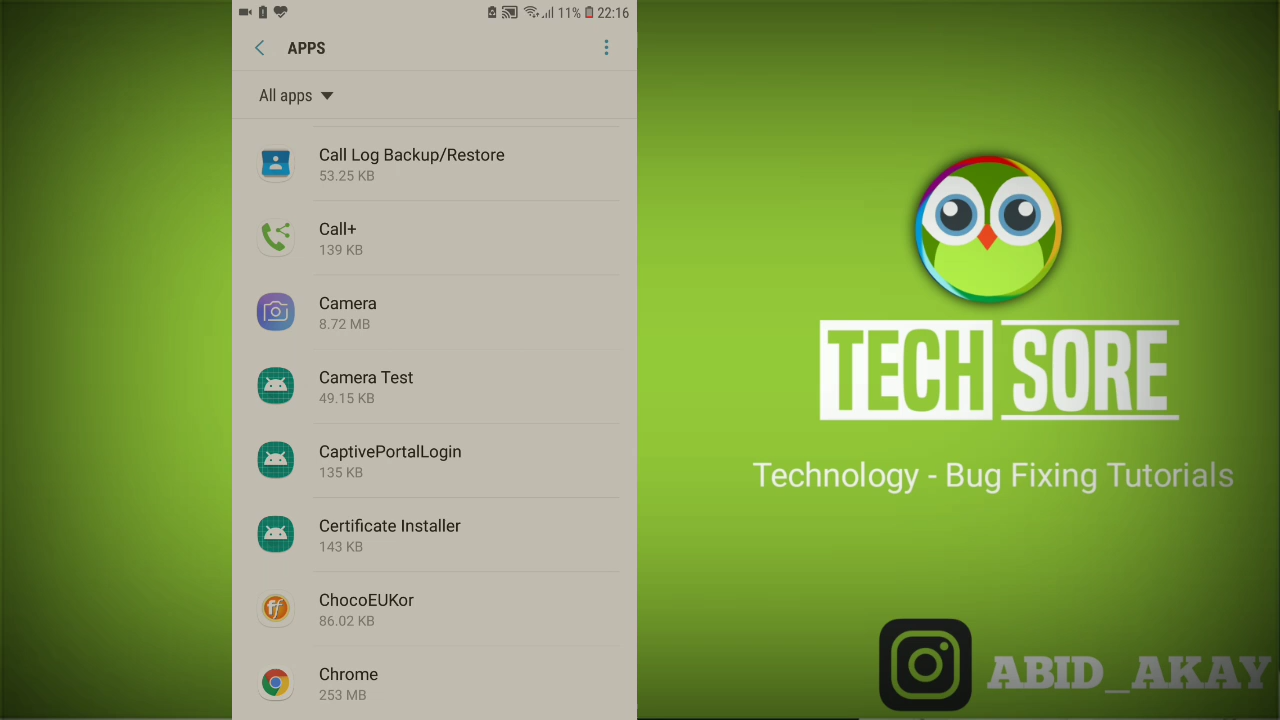 11% 22:16
APPS
All apps
Call Log Backup/Restore
53.25 KB
Call+
139 KB
Camera
8.72 MB
Camera Test
49.15 KB
CaptivePortalLogin
135 KB
Certificate Installer
143 KB
ChocoEUKor
86.02 KB
Chrome
253 MB
TECH SORE
Technology - Bug Fixing Tutorials
ABID_AKAY